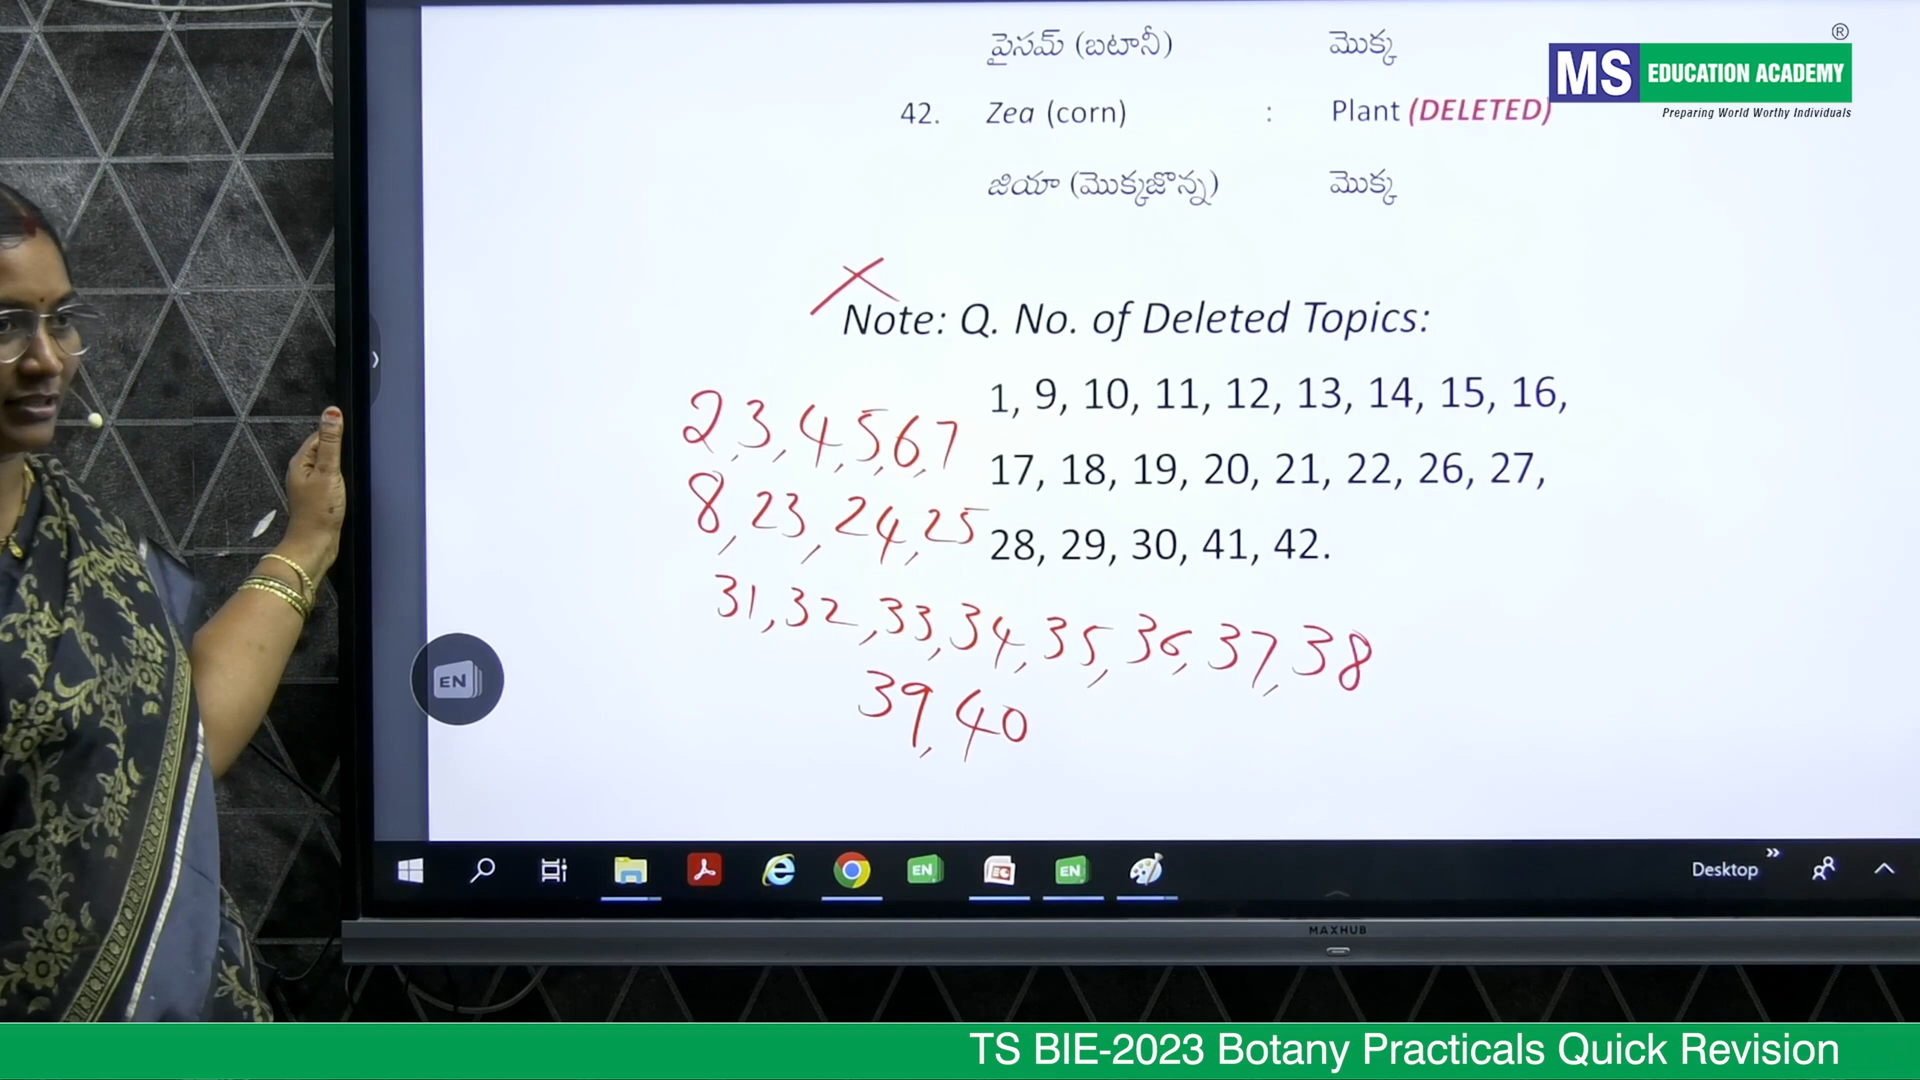 పైసమ్ (బటానీ) మొక్క
®
MS EDUCATION ACADEMY
Preparing World Worthy Individuals
42. Zea (corn) : Plant (DELETED)
జియా (మొక్కజొన్న) మొక్క
Note: Q. No. of Deleted Topics:
1, 9, 10, 11, 12, 13, 14, 15, 16,
17, 18, 19, 20, 21, 22, 26, 27,
28, 29, 30, 41, 42.
2,3,4,5,6,7
8,23,24,25
31,32,33,34,35,36,37,38
39,40
EN
EN
EN
Desktop
MAXHUB
TS BIE-2023 Botany Practicals Quick Revision